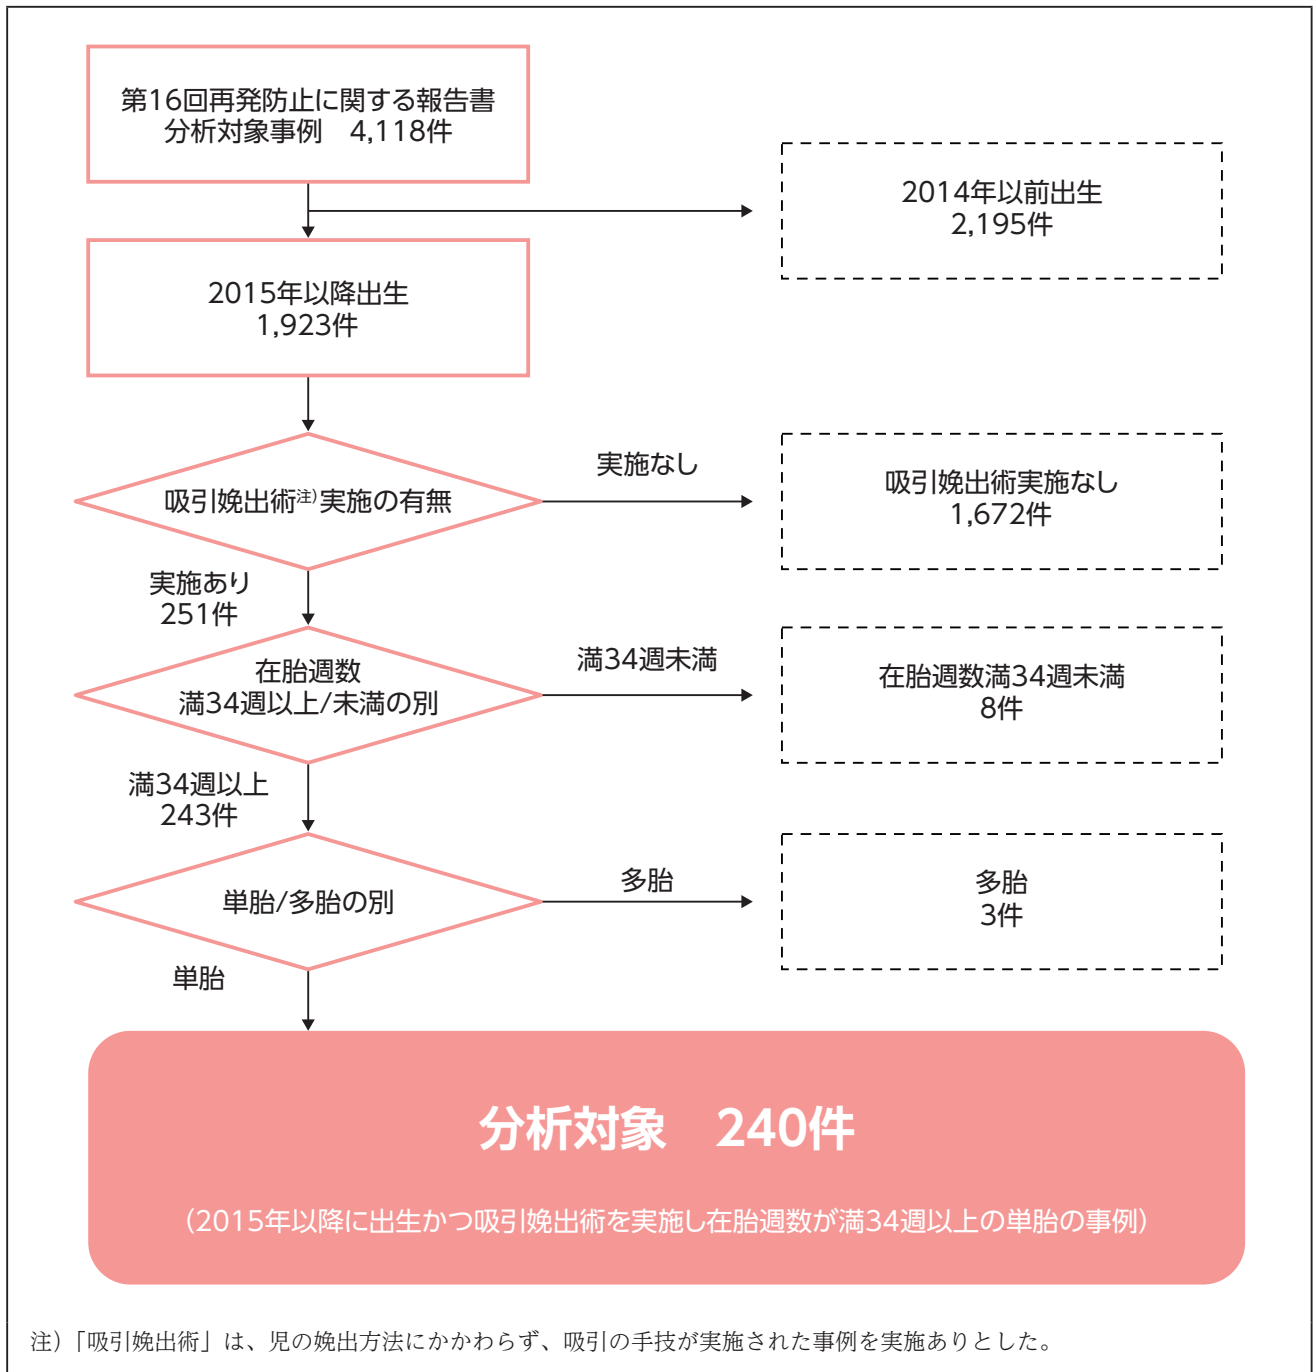 第16回再発防止に関する報告書
分析対象事例　4,118件
2014年以前出生
2,195件
2015年以降出生
1,923件
吸引娩出術注)実施の有無
実施なし
吸引娩出術実施なし
1,672件
実施あり
251件
在胎週数
満34週以上/未満の別
満34週未満
在胎週数満34週未満
8件
満34週以上
243件
単胎/多胎の別
多胎
多胎
3件
単胎
分析対象　240件
（2015年以降に出生かつ吸引娩出術を実施し在胎週数が満34週以上の単胎の事例）
注）「吸引娩出術」は、児の娩出方法にかかわらず、吸引の手技が実施された事例を実施ありとした。